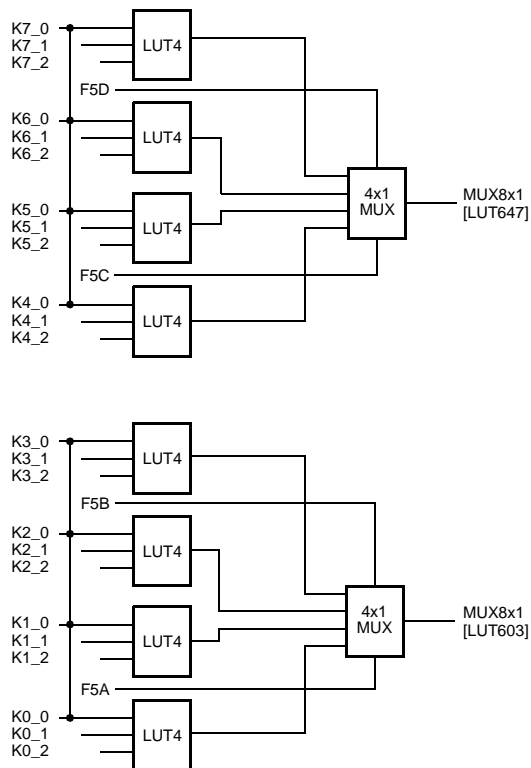 K7_0
K7_1
K7_2
LUT4
F5D
K6_0
K6_1
K6_2
LUT4
4x1
MUX
MUX8x1
[LUT647]
K5_0
K5_1
K5_2
LUT4
F5C
K4_0
K4_1
K4_2
LUT4
K3_0
K3_1
K3_2
LUT4
F5B
K2_0
K2_1
K2_2
LUT4
4x1
MUX
MUX8x1
[LUT603]
K1_0
K1_1
K1_2
LUT4
F5A
K0_0
K0_1
K0_2
LUT4